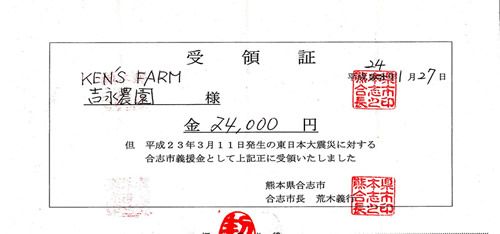 受領証
平成24年1月27日
KEN'S FARM
吉永農園 様
金 24,000 円
但 平成23年3月11日発生の東日本大震災に対する
合志市義援金として上記正に受領いたしました
熊本県合志市
合志市長 荒木義行